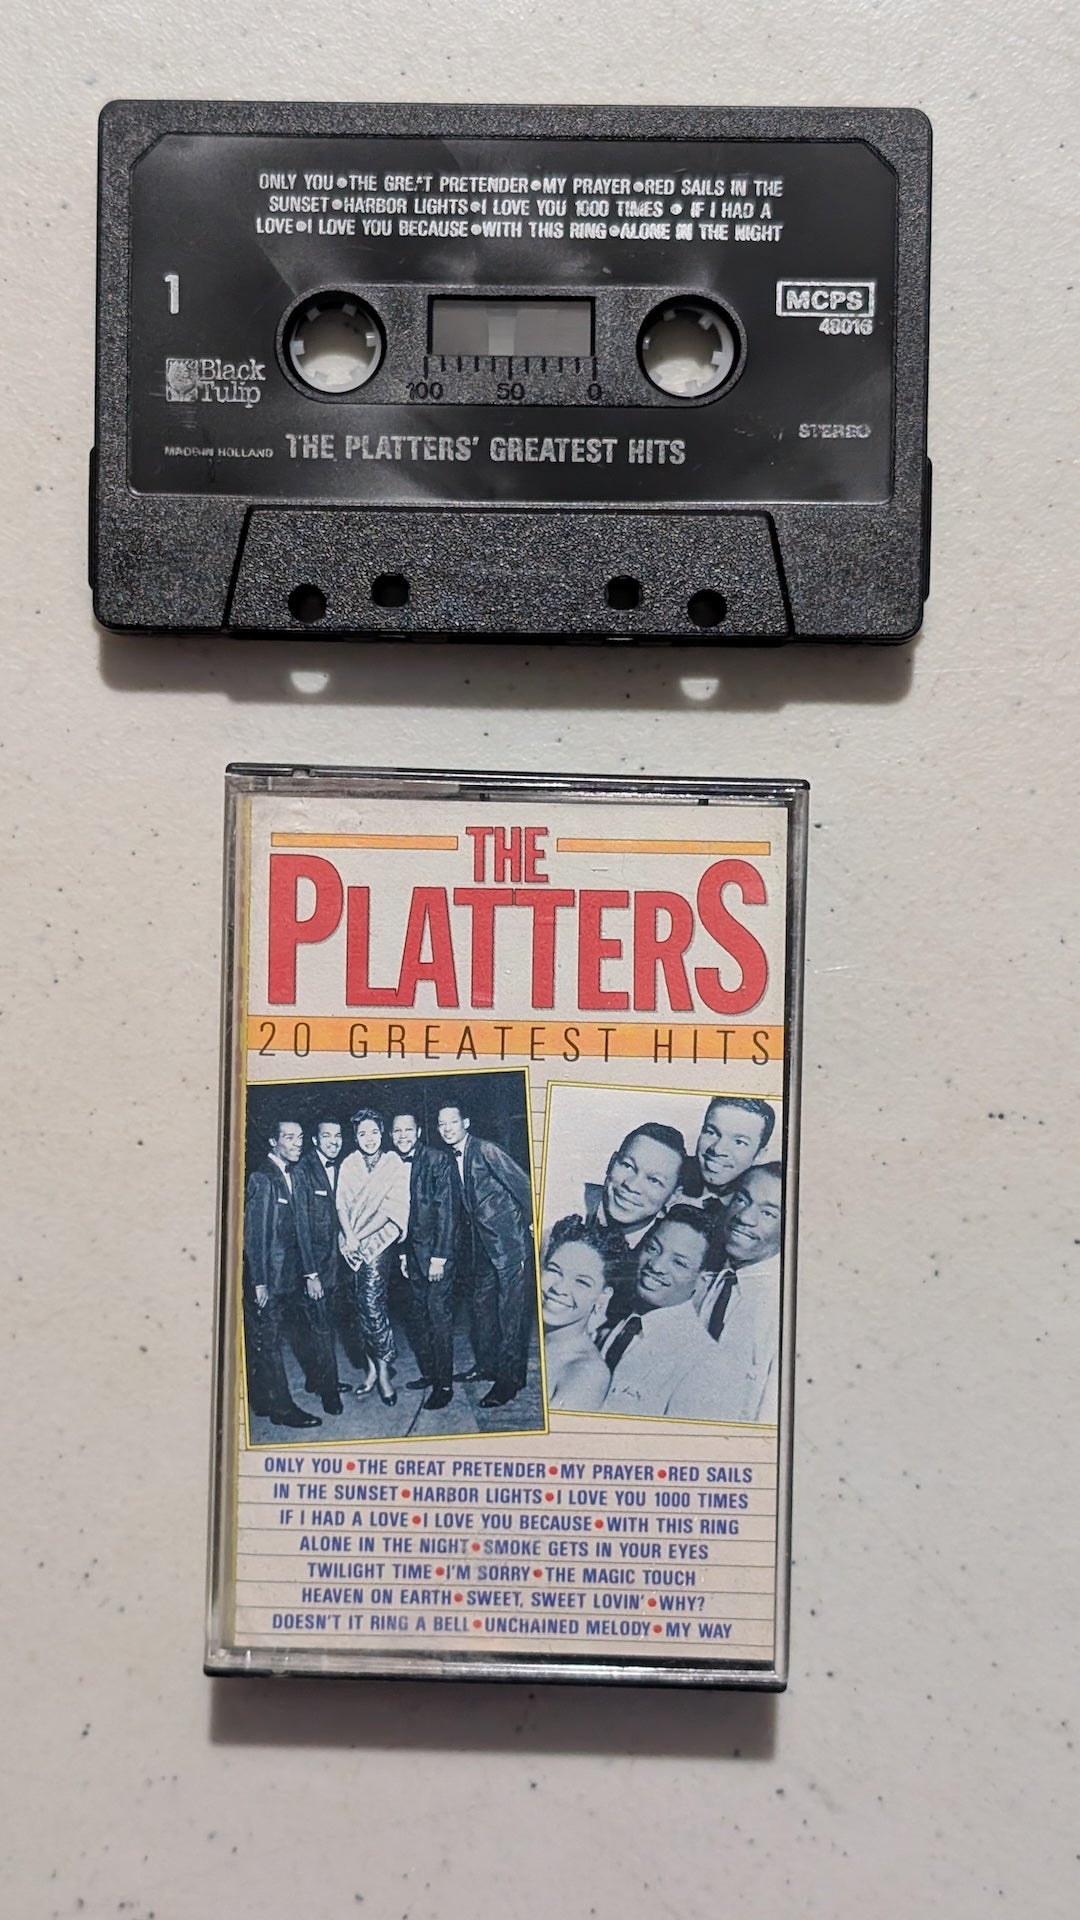 ONLY YOU•THE GREAT PRETENDER•MY PRAYER•RED SAILS IN THE
SUNSET•HARBOR LIGHTS•I LOVE YOU 1000 TIMES • IF I HAD A
LOVE•I LOVE YOU BECAUSE•WITH THIS RING•ALONE IN THE NIGHT
1
MCPS
48016
Black
Tulip
100 50 0
STEREO
MADE IN HOLLAND
THE PLATTERS' GREATEST HITS
THE
PLATTERS
20 GREATEST HITS
ONLY YOU•THE GREAT PRETENDER•MY PRAYER•RED SAILS
IN THE SUNSET•HARBOR LIGHTS•I LOVE YOU 1000 TIMES
IF I HAD A LOVE•I LOVE YOU BECAUSE•WITH THIS RING
ALONE IN THE NIGHT•SMOKE GETS IN YOUR EYES
TWILIGHT TIME•I'M SORRY•THE MAGIC TOUCH
HEAVEN ON EARTH•SWEET, SWEET LOVIN'•WHY?
DOESN'T IT RING A BELL•UNCHAINED MELODY•MY WAY